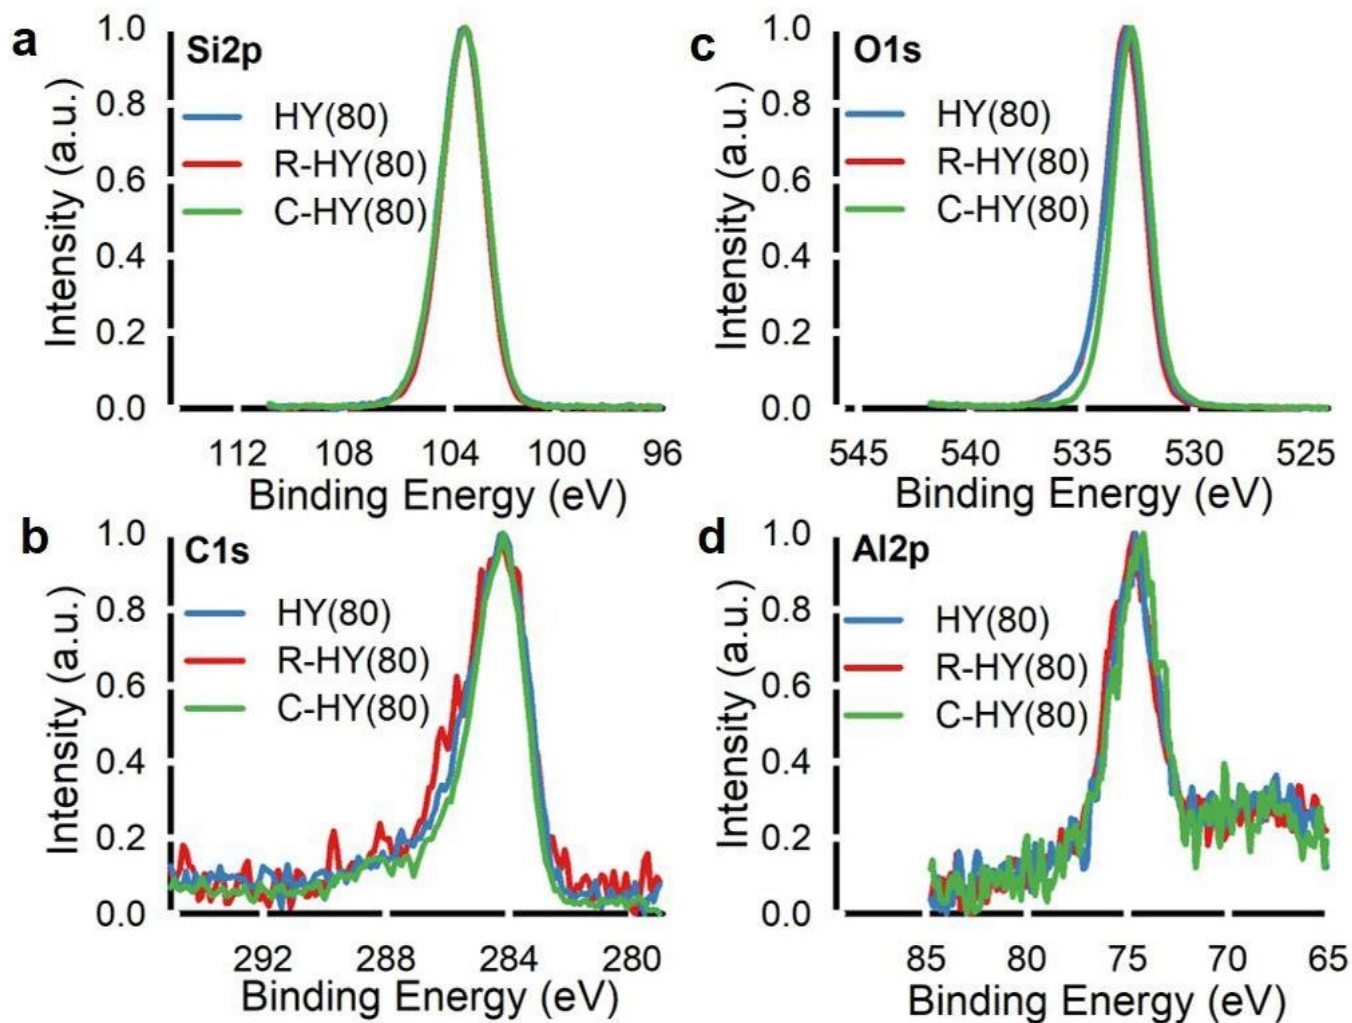 a
Si2p
HY(80)
R-HY(80)
C-HY(80)
Intensity (a.u.)
1.0
0.8
0.6
0.4
0.2
0.0
112 108 104 100 96
Binding Energy (eV)
c
O1s
HY(80)
R-HY(80)
C-HY(80)
Intensity (a.u.)
1.0
0.8
0.6
0.4
0.2
0.0
545 540 535 530 525
Binding Energy (eV)
b
C1s
HY(80)
R-HY(80)
C-HY(80)
Intensity (a.u.)
1.0
0.8
0.6
0.4
0.2
0.0
292 288 284 280
Binding Energy (eV)
d
Al2p
HY(80)
R-HY(80)
C-HY(80)
Intensity (a.u.)
1.0
0.8
0.6
0.4
0.2
0.0
85 80 75 70 65
Binding Energy (eV)